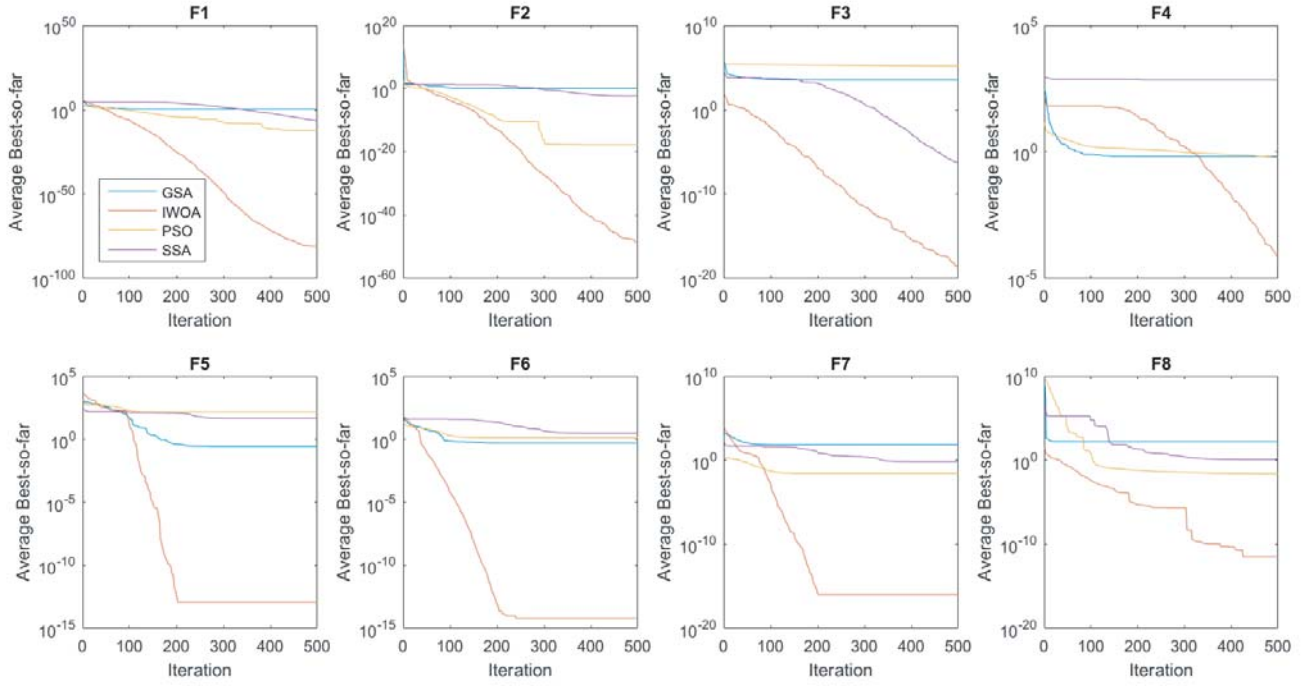 F1
F2
F3
F4
10^50
10^0
10^-50
10^-100
Average Best-so-far
GSA
IWOA
PSO
SSA
0 100 200 300 400 500
Iteration
10^20
10^0
10^-20
10^-40
10^-60
Average Best-so-far
0 100 200 300 400 500
Iteration
10^10
10^0
10^-10
10^-20
Average Best-so-far
0 100 200 300 400 500
Iteration
10^5
10^0
10^-5
Average Best-so-far
0 100 200 300 400 500
Iteration
F5
F6
F7
F8
10^5
10^0
10^-5
10^-10
10^-15
Average Best-so-far
0 100 200 300 400 500
Iteration
10^5
10^0
10^-5
10^-10
10^-15
Average Best-so-far
0 100 200 300 400 500
Iteration
10^10
10^0
10^-10
10^-20
Average Best-so-far
0 100 200 300 400 500
Iteration
10^10
10^0
10^-10
10^-20
Average Best-so-far
0 100 200 300 400 500
Iteration